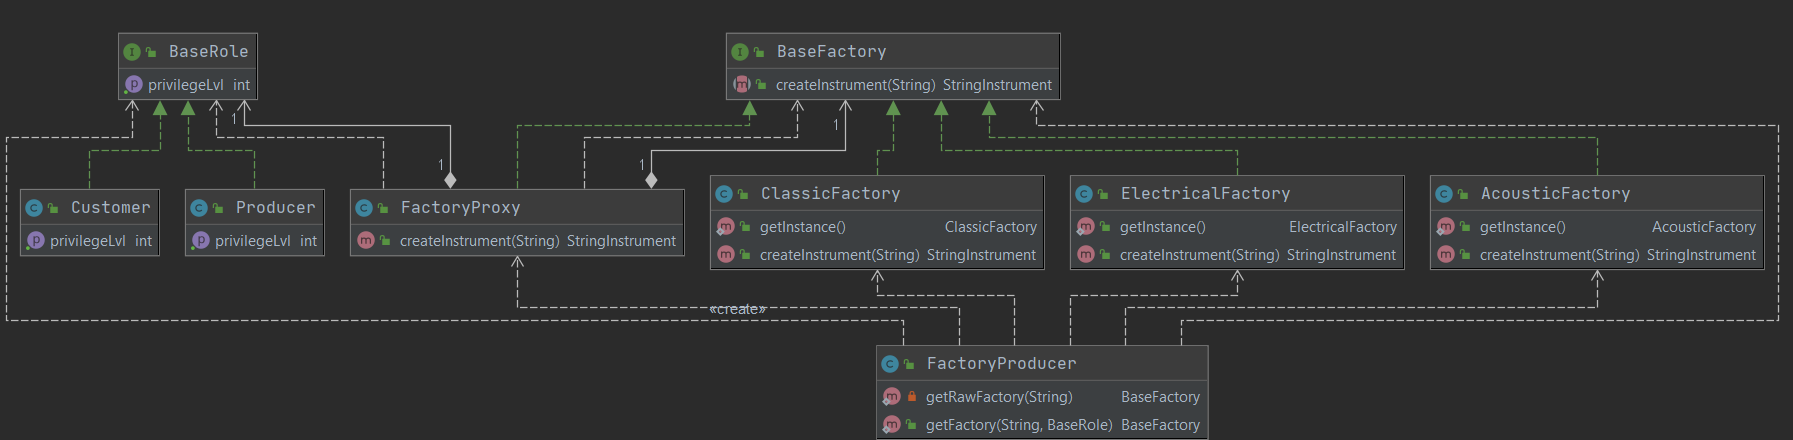 I BaseRole
p privilegeLvl int
I BaseFactory
m createInstrument(String) StringInstrument
1
1
1
1
C Customer
p privilegeLvl int
C Producer
p privilegeLvl int
C FactoryProxy
m createInstrument(String) StringInstrument
C ClassicFactory
m getInstance() ClassicFactory
m createInstrument(String) StringInstrument
C ElectricalFactory
m getInstance() ElectricalFactory
m createInstrument(String) StringInstrument
C AcousticFactory
m getInstance() AcousticFactory
m createInstrument(String) StringInstrument
«create»
C FactoryProducer
m getRawFactory(String) BaseFactory
m getFactory(String, BaseRole) BaseFactory